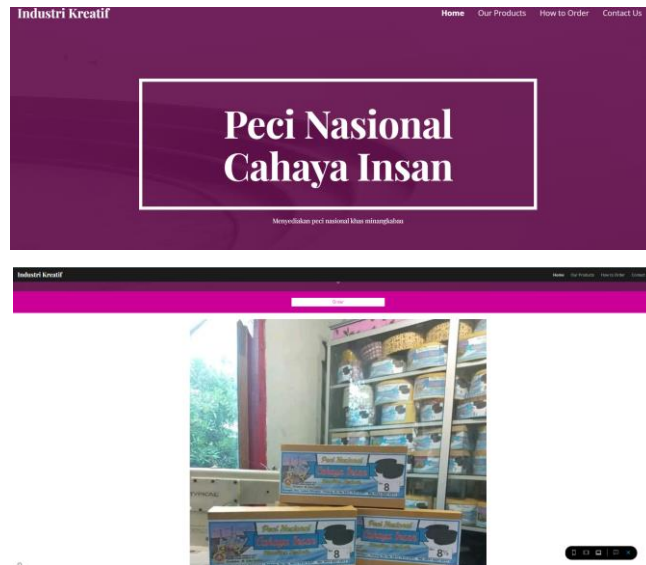 Industri Kreatif
Home Our Products How to Order Contact Us
Peci Nasional
Cahaya Insan
Menyediakan peci nasional khas minangkabau
Industri Kreatif
Home Our Products How to Order Contact
Order
Peci Nasional
Cahaya Insan
8
Peci Nasional
Cahaya Insan
8
Peci Nasional
Cahaya Insan
8